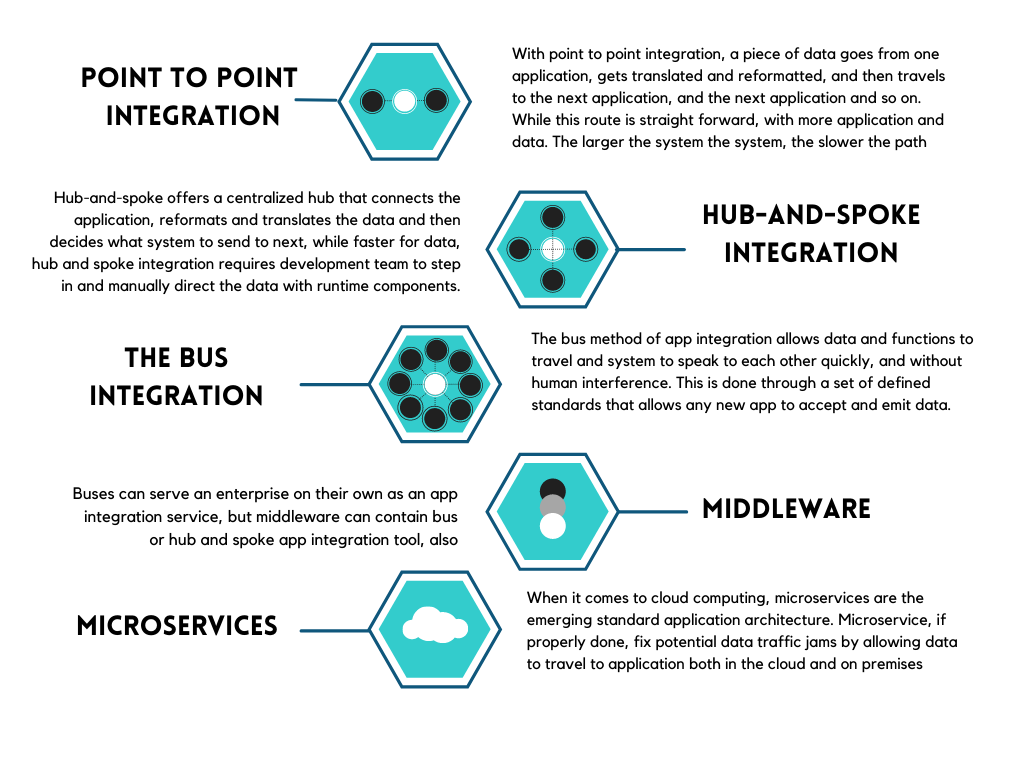 POINT TO POINT
INTEGRATION
With point to point integration, a piece of data goes from one
application, gets translated and reformatted, and then travels
to the next application, and the next application and so on.
While this route is straight forward, with more application and
data. The larger the system the system, the slower the path
Hub-and-spoke offers a centralized hub that connects the
application, reformats and translates the data and then
decides what system to send to next, while faster for data,
hub and spoke integration requires development team to step
in and manually direct the data with runtime components.
HUB-AND-SPOKE
INTEGRATION
THE BUS
INTEGRATION
The bus method of app integration allows data and functions to
travel and system to speak to each other quickly, and without
human interference. This is done through a set of defined
standards that allows any new app to accept and emit data.
Buses can serve an enterprise on their own as an app
integration service, but middleware can contain bus
or hub and spoke app integration tool, also
MIDDLEWARE
MICROSERVICES
When it comes to cloud computing, microservices are the
emerging standard application architecture. Microservice, if
properly done, fix potential data traffic jams by allowing data
to travel to application both in the cloud and on premises